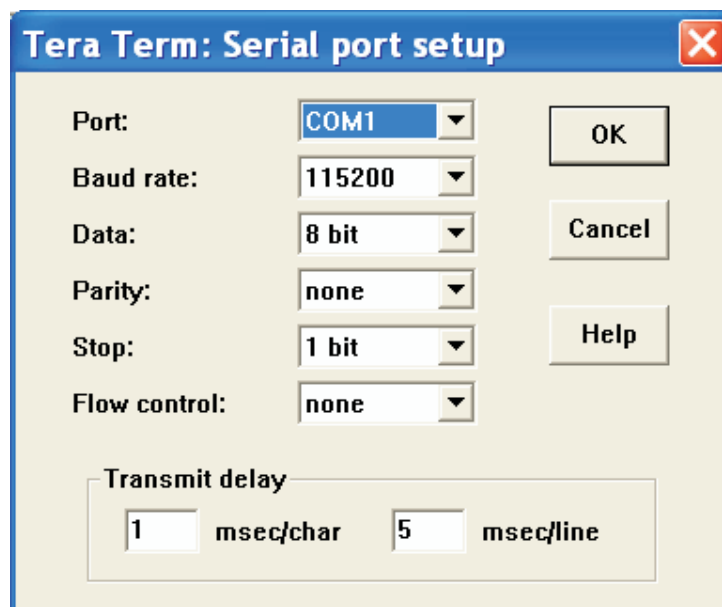 Tera Term: Serial port setup
Port: COM1 OK
Baud rate: 115200
Data: 8 bit Cancel
Parity: none
Stop: 1 bit Help
Flow control: none
Transmit delay
1 msec/char 5 msec/line